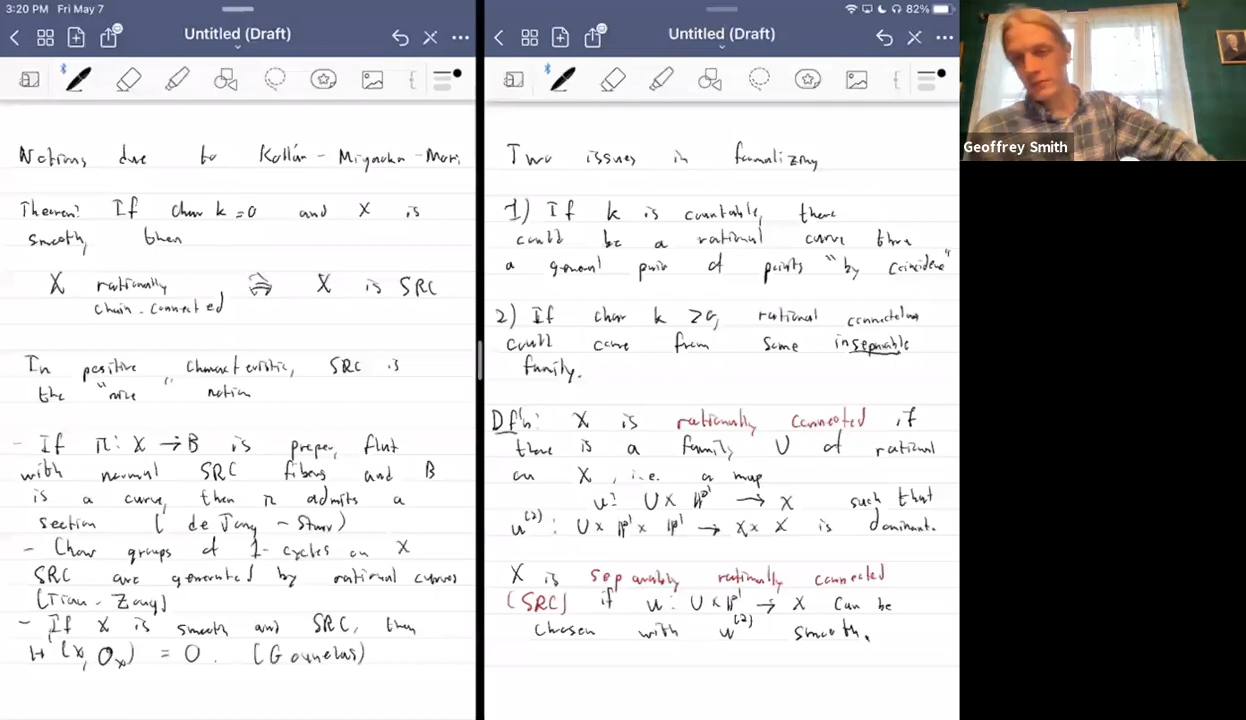 3:20 PM Fri May 7
82%
Untitled (Draft)
Untitled (Draft)
Geoffrey Smith
Notions due to Kollár - Miyaoka - Mori
Theorem: If char k = 0 and X is
smooth, then
X rationally ⟺ X is SRC
chain-connected
In positive characteristic, SRC is
the "nice" notion
- If π: X → B is proper, flat
with normal SRC fibers and B
is a curve, then π admits a
section (de Jong - Starr)
- Chow groups of 1-cycles on X
SRC are generated by rational curves
[Tian - Zong]
- If X is smooth and SRC, then
H¹(X, O_X) = 0. (Gounelas)
Two issues in formalizing
1) If k is countable, there
could be a rational curve thru
a general pair of points "by coincidence"
2) If char k > 0, rational connectedness
could come from some inseparable
family.
Df'n: X is rationally connected if
there is a family U of rational
on X, i.e. a map
u: U × P¹ → X such that
u⁽²⁾: U × P¹ × P¹ → X × X is dominant.
X is separably rationally connected
(SRC) if u: U × P¹ → X can be
chosen with u⁽²⁾ smooth.